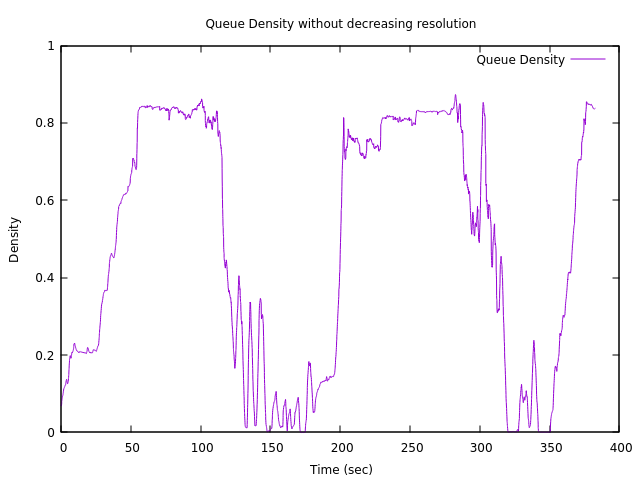 Queue Density without decreasing resolution
Queue Density
1
0.8
0.6
0.4
0.2
0
Density
0 50 100 150 200 250 300 350 400
Time (sec)